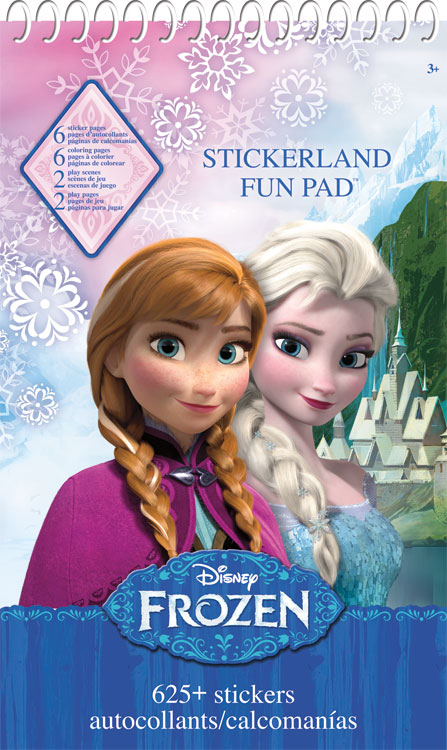 3+
6 sticker pages
pages d'autocollants
páginas de calcomanías
6 coloring pages
pages à colorier
páginas de colorear
2 play scenes
scènes de jeu
escenas de juego
2 play pages
pages de jeu
páginas para jugar
STICKERLAND
FUN PAD™
Disney
FROZEN
625+ stickers
autocollants/calcomanías